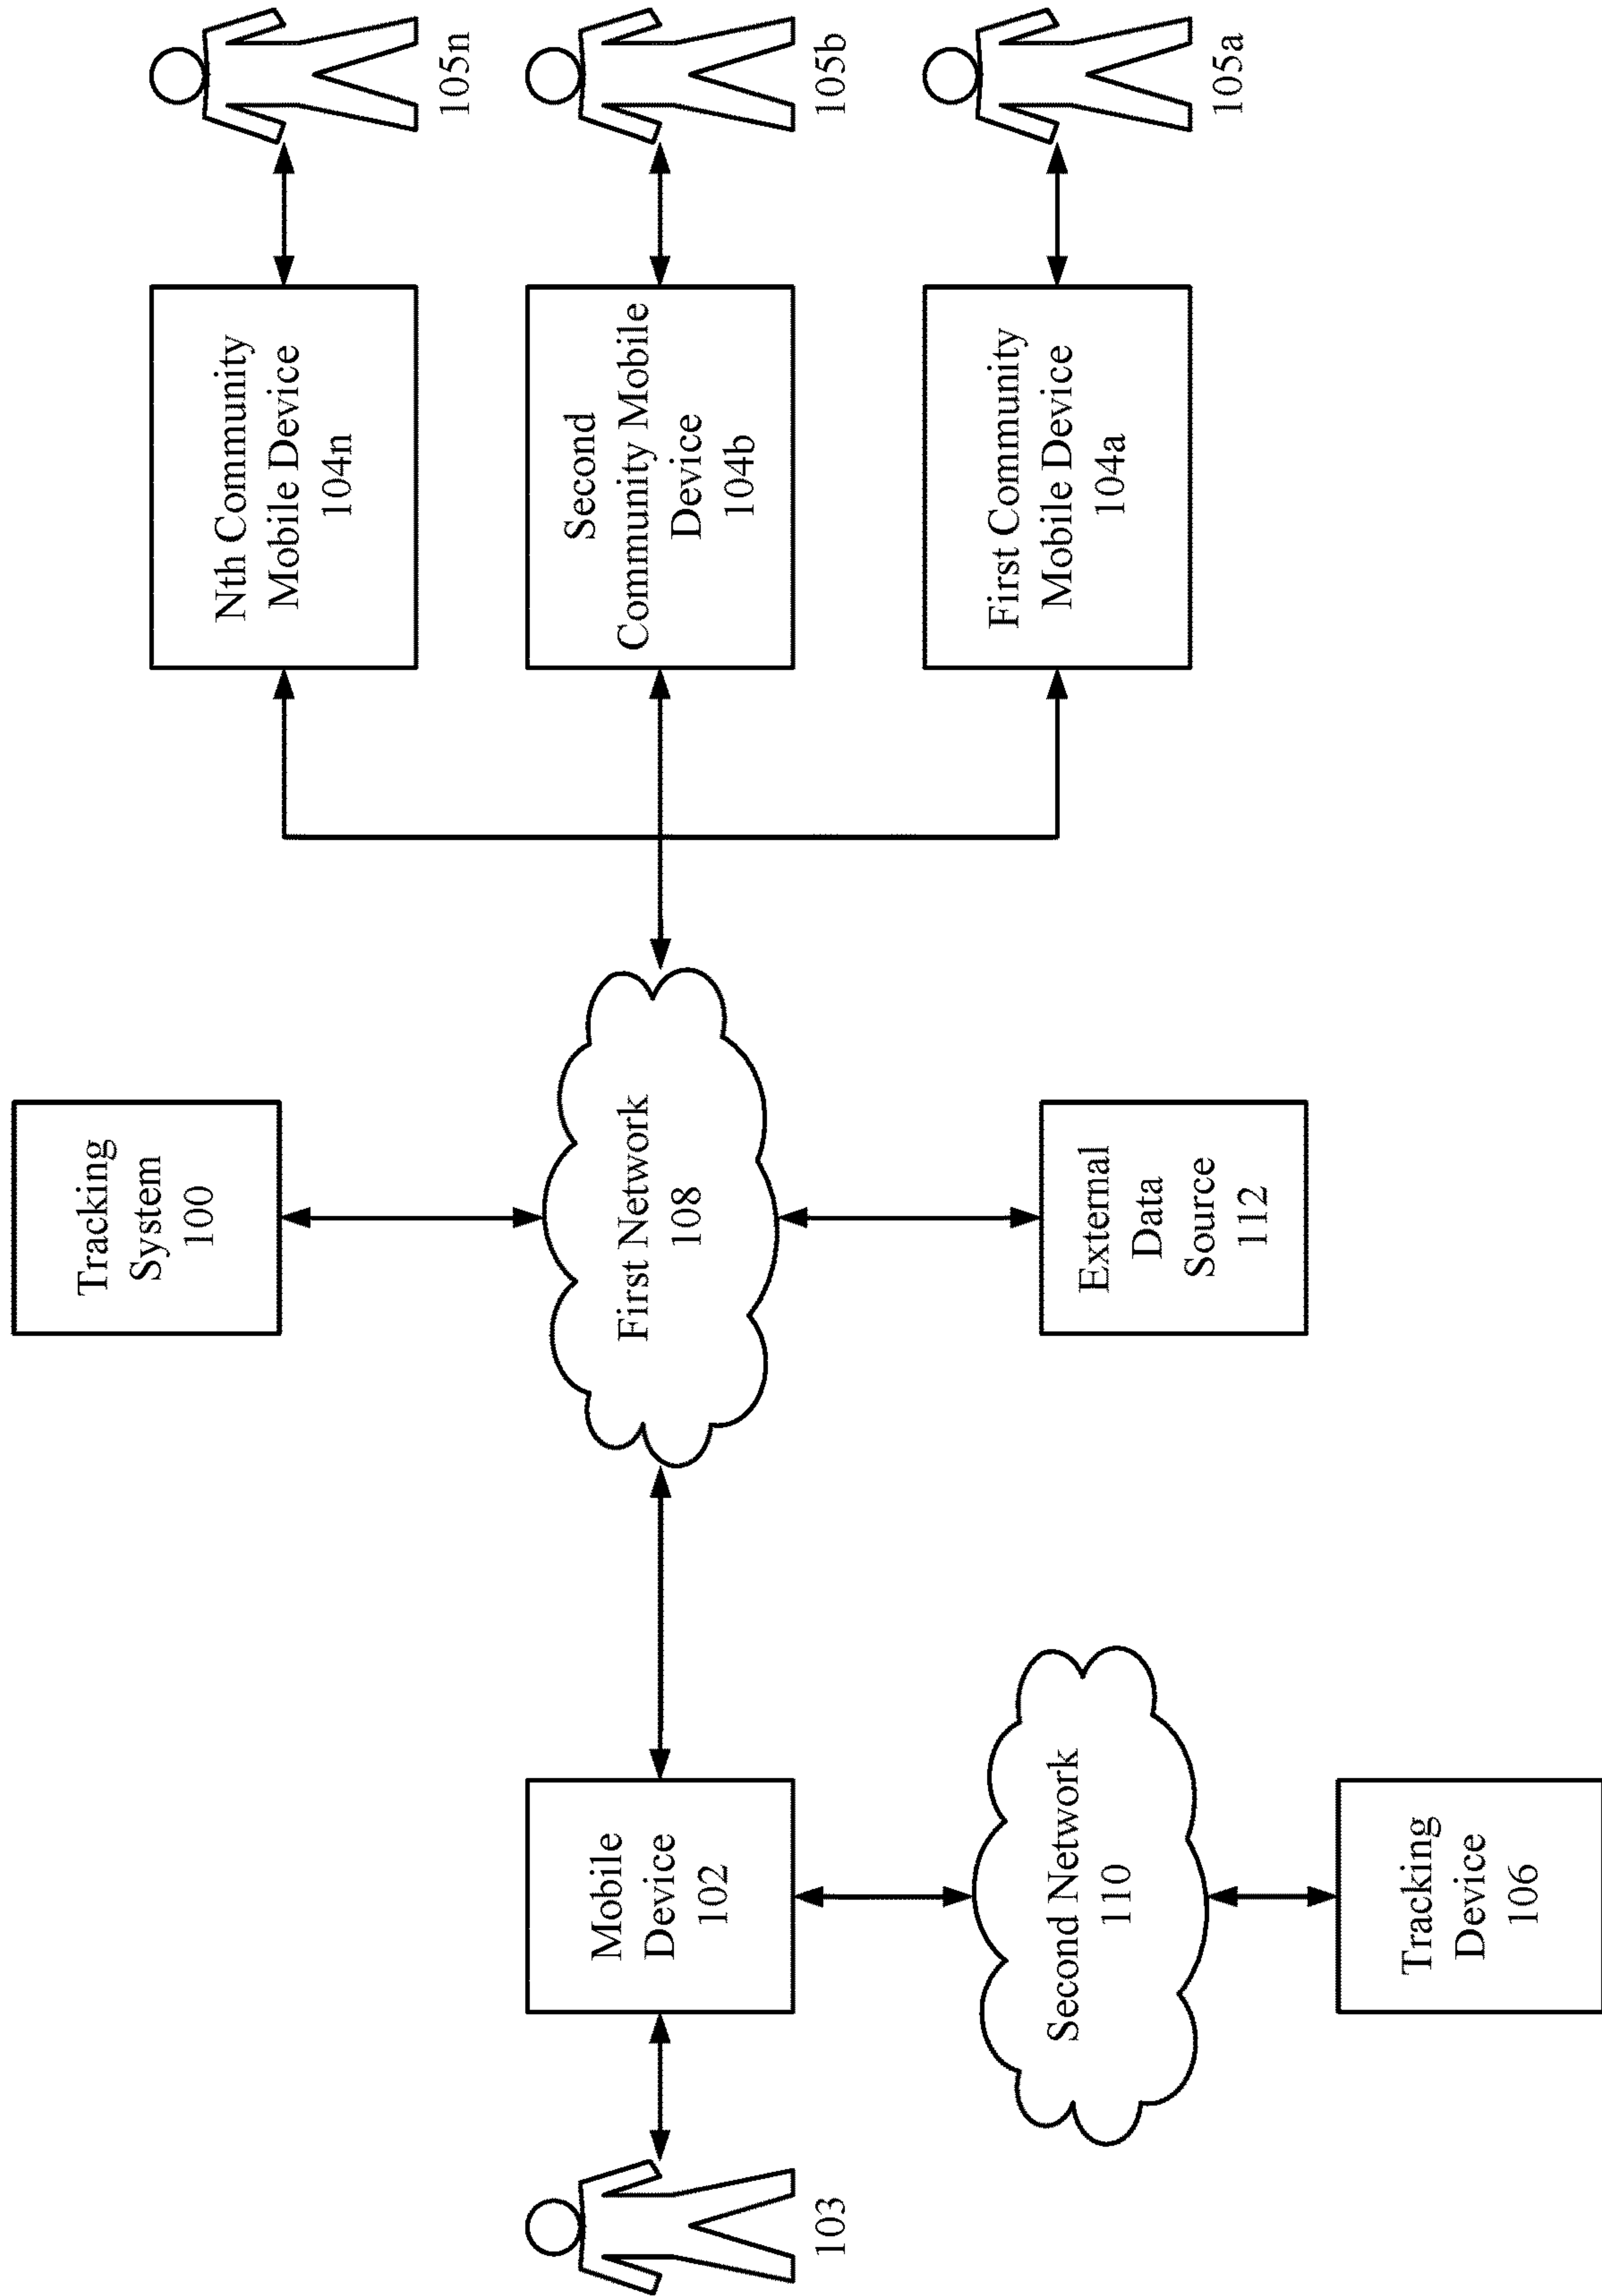 Tracking
System
100
Nth Community
Mobile Device
104n
105n
103
Mobile
Device
102
First Network
108
Second
Community Mobile
Device
104b
105b
Second Network
110
External
Data
Source
112
First Community
Mobile Device
104a
105a
Tracking
Device
106